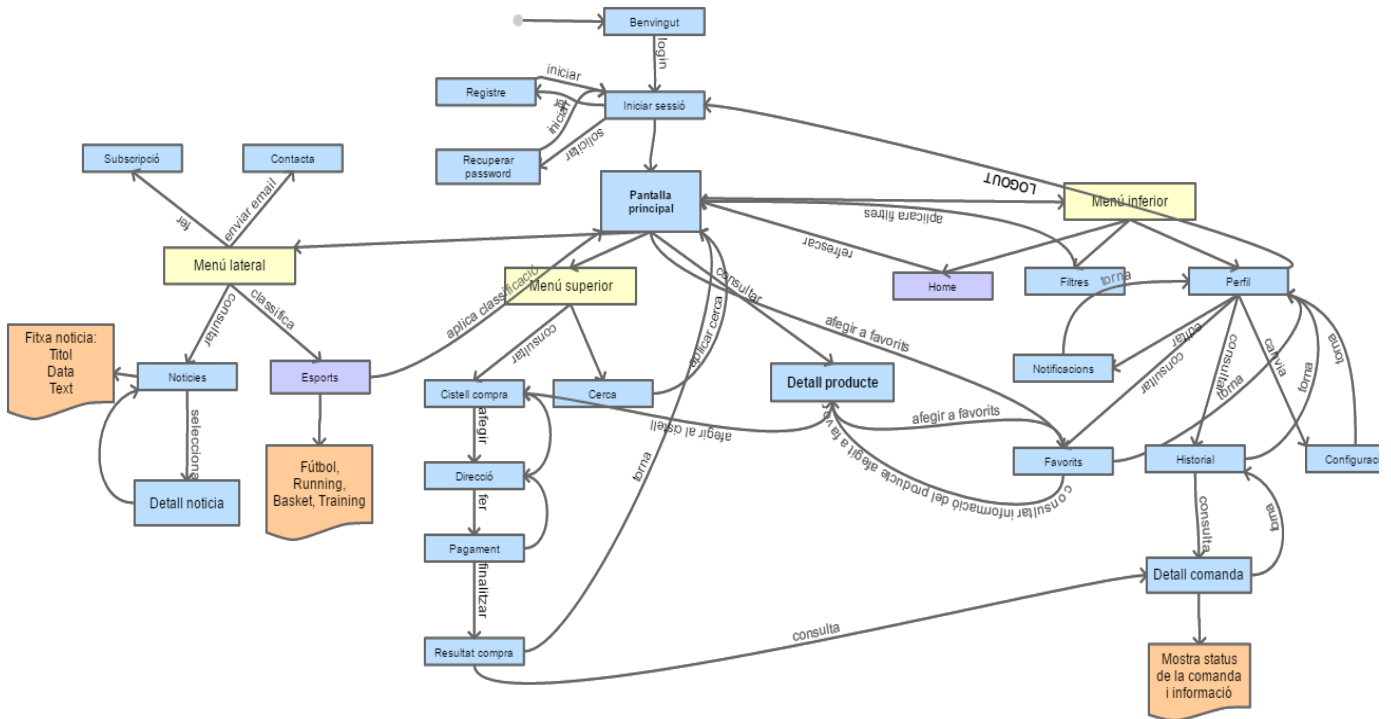 Benvingut
login
iniciar
Registre
Iniciar sessió
iniciar
solicitar
Recuperar
password
Subscripció
Contacta
LOGOUT
Pantalla
principal
Menú inferior
aplicara filtres
fer
enviar email
refrescar
Menú lateral
Menú superior
consultar
Home
Filtres
torna
Perfil
consultar
classifica
aplica classificació
aplicar cerca
consultar
afegir a favorits
editar
consultar
consultar
canvia
torna
torna
torna
Fitxa noticia:
Titol
Data
Text
Noticies
Esports
Cistell compra
Cerca
Detall producte
Notificacions
selecciona
afegir
afegir al cistell
afegir a favorits
consultar informació del producte afegit a favo
Fútbol,
Running,
Basket, Training
Direcció
torna
Favorits
Historial
Configuraci
Detall noticia
fer
Pagament
consulta
torna
finalitzar
Detall comanda
consulta
Resultat compra
Mostra status
de la comanda
i informació